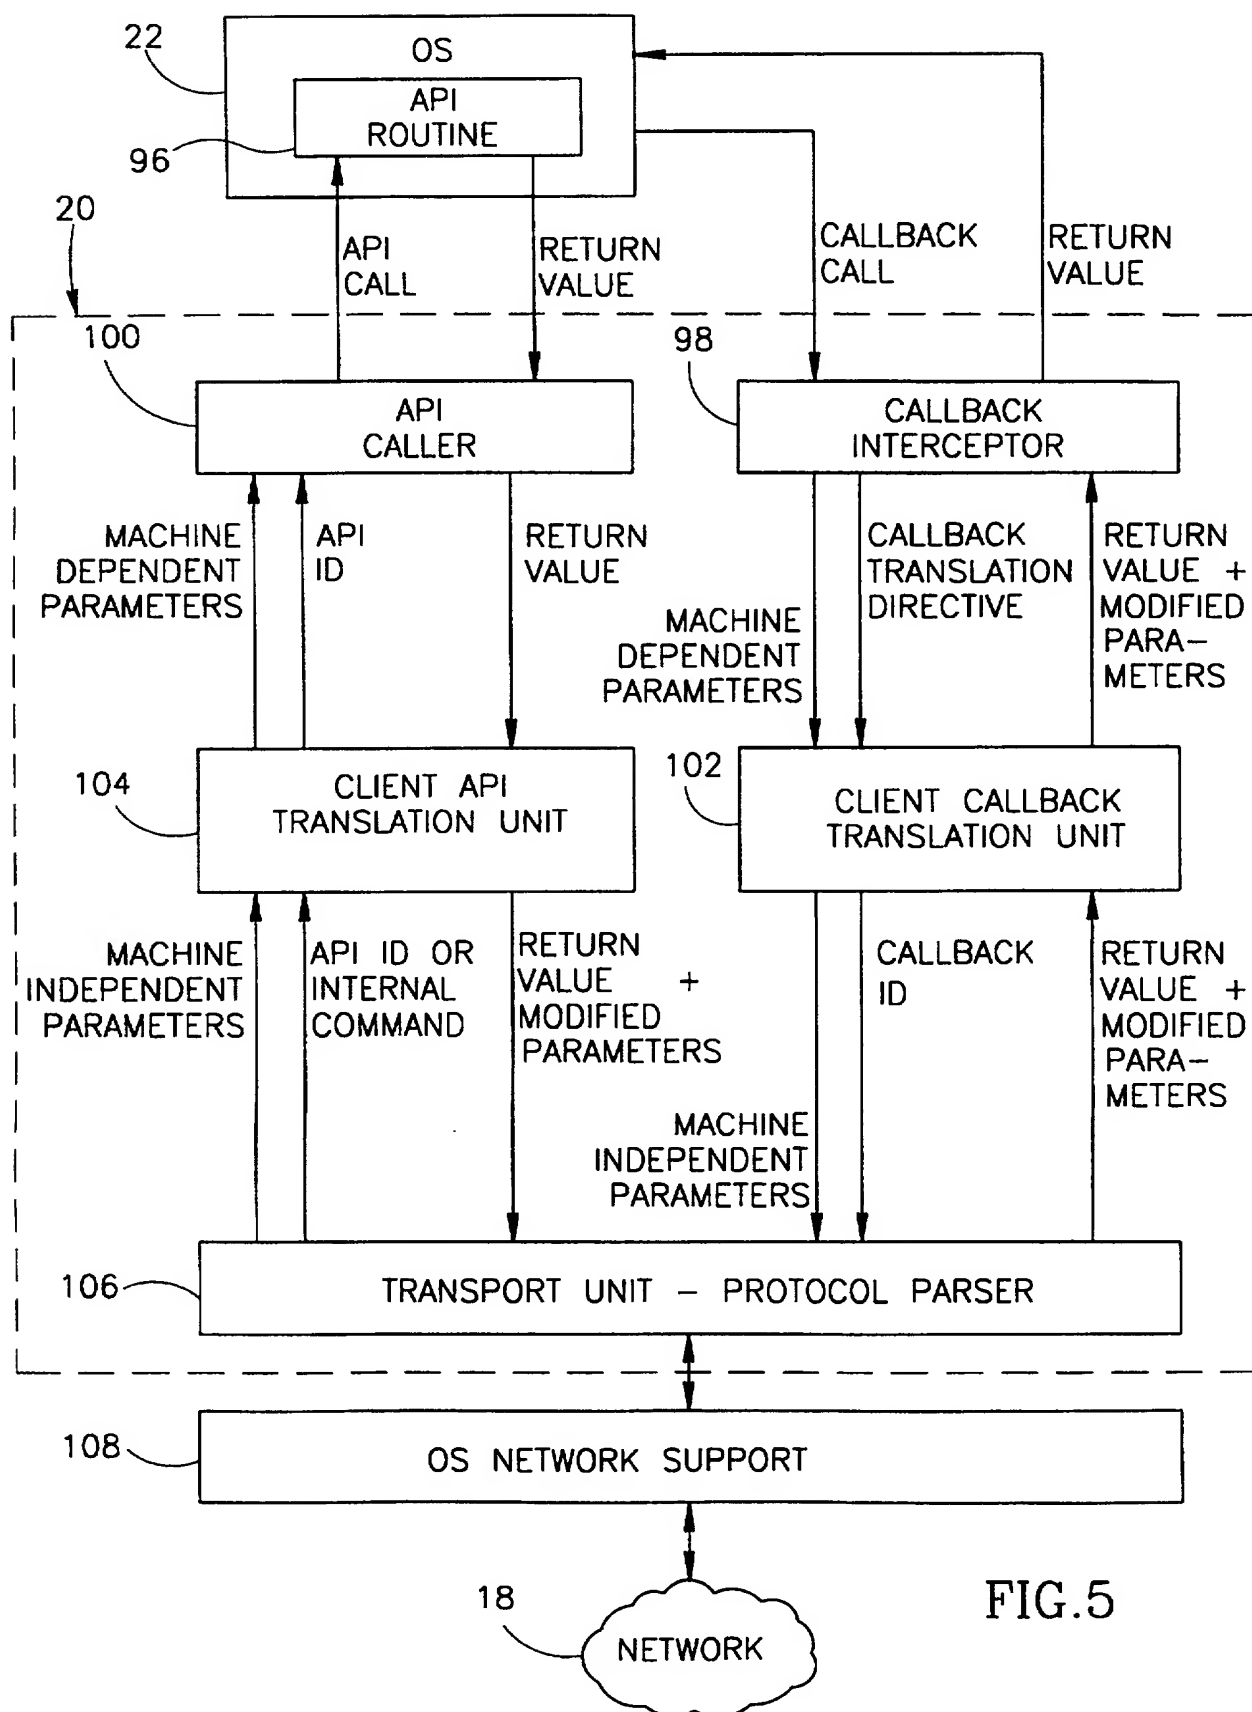 22
OS
API
ROUTINE
96
20
API
CALL
RETURN
VALUE
CALLBACK
CALL
RETURN
VALUE
100
98
API
CALLER
CALLBACK
INTERCEPTOR
MACHINE
DEPENDENT
PARAMETERS
API
ID
RETURN
VALUE
MACHINE
DEPENDENT
PARAMETERS
CALLBACK
TRANSLATION
DIRECTIVE
RETURN
VALUE +
MODIFIED
PARA-
METERS
104
CLIENT API
TRANSLATION UNIT
102
CLIENT CALLBACK
TRANSLATION UNIT
MACHINE
INDEPENDENT
PARAMETERS
API ID OR
INTERNAL
COMMAND
RETURN
VALUE +
MODIFIED
PARAMETERS
MACHINE
INDEPENDENT
PARAMETERS
CALLBACK
ID
RETURN
VALUE +
MODIFIED
PARA-
METERS
106
TRANSPORT UNIT - PROTOCOL PARSER
108
OS NETWORK SUPPORT
18
NETWORK
FIG.5